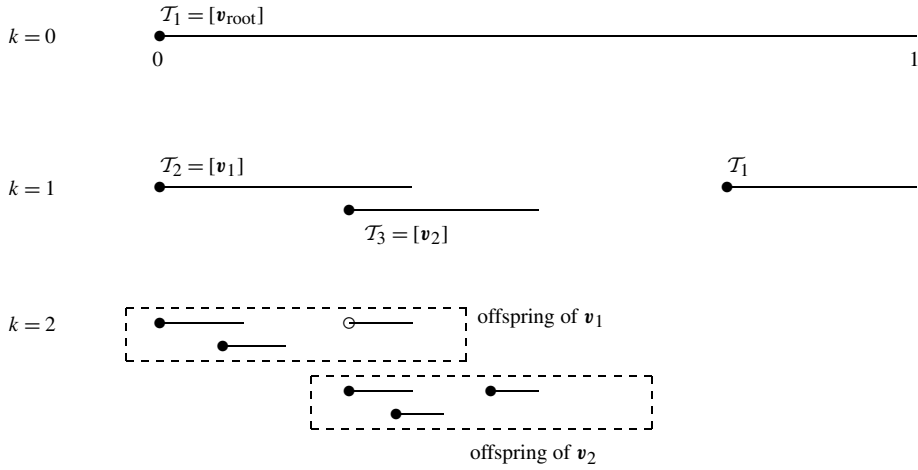 𝒯₁ = [𝒗_root]
k = 0
0 1
𝒯₂ = [𝒗₁] 𝒯₁
k = 1
𝒯₃ = [𝒗₂]
k = 2
offspring of 𝒗₁
offspring of 𝒗₂